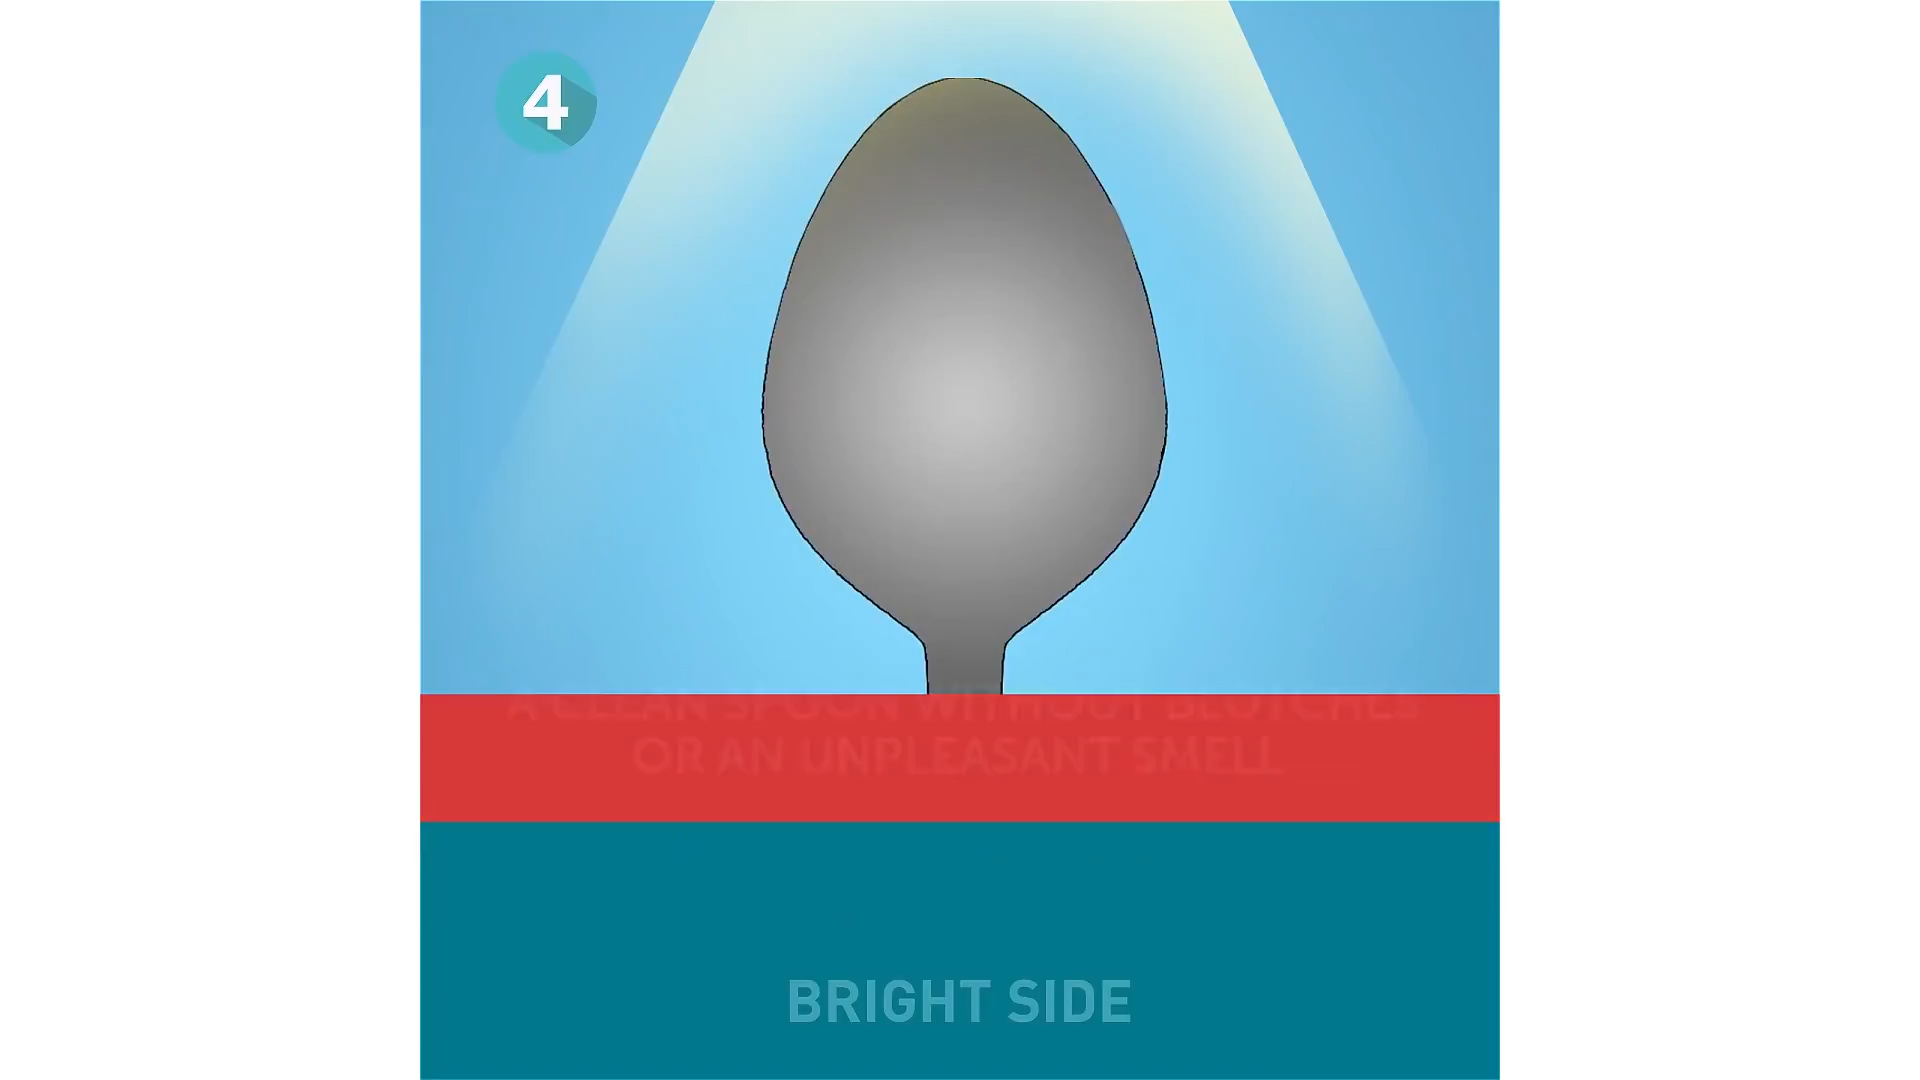 4
A CLEAN SPOON WITHOUT BLOTCHES
OR AN UNPLEASANT SMELL
BRIGHT SIDE